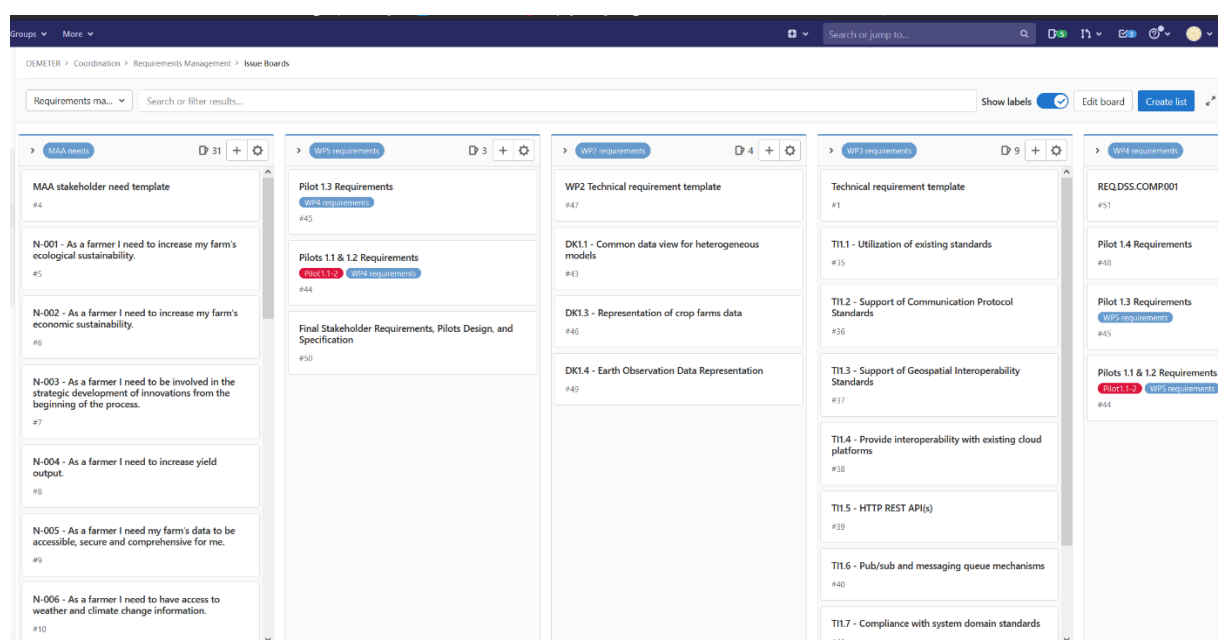 Groups More Search or jump to... 5 3
DEMETER > Coordination > Requirements Management > Issue Boards
Requirements ma... Search or filter results... Show labels Edit board Create list
MAA needs 31
MAA stakeholder need template
#4
N-001 - As a farmer I need to increase my farm's
ecological sustainability.
#5
N-002 - As a farmer I need to increase my farm's
economic sustainability.
#6
N-003 - As a farmer I need to be involved in the
strategic development of innovations from the
beginning of the process.
#7
N-004 - As a farmer I need to increase yield
output.
#8
N-005 - As a farmer I need my farm's data to be
accessible, secure and comprehensive for me.
#9
N-006 - As a farmer I need to have access to
weather and climate change information.
#10
WP5 requirements 3
Pilot 1.3 Requirements
WP4 requirements
#45
Pilots 1.1 & 1.2 Requirements
Pilot1.1-2 WP4 requirements
#44
Final Stakeholder Requirements, Pilots Design, and
Specification
#50
WP2 requirements 4
WP2 Technical requirement template
#47
DK1.1 - Common data view for heterogeneous
models
#43
DK1.3 - Representation of crop farms data
#46
DK1.4 - Earth Observation Data Representation
#49
WP3 requirements 9
Technical requirement template
#1
TI1.1 - Utilization of existing standards
#35
TI1.2 - Support of Communication Protocol
Standards
#36
TI1.3 - Support of Geospatial Interoperability
Standards
#37
TI1.4 - Provide interoperability with existing cloud
platforms
#38
TI1.5 - HTTP REST API(s)
#39
TI1.6 - Pub/sub and messaging queue mechanisms
#40
TI1.7 - Compliance with system domain standards
WP4 requirements
REQ.DSS.COMP.001
#51
Pilot 1.4 Requirements
#48
Pilot 1.3 Requirements
WP5 requirements
#45
Pilots 1.1 & 1.2 Requirements
Pilot1.1-2 WP5 requirements
#44